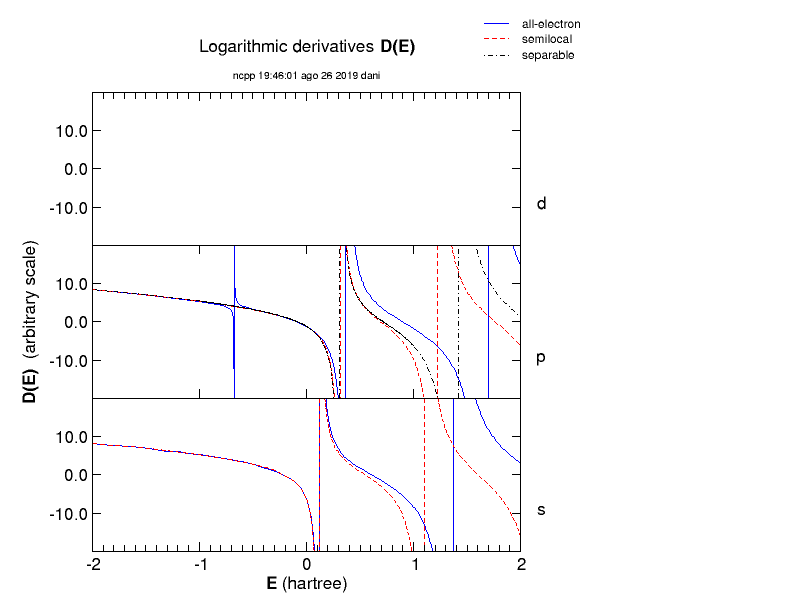 all-electron
semilocal
separable
Logarithmic derivatives D(E)
ncpp 19:46:01 ago 26 2019 dani
10.0
0.0
-10.0
d
10.0
0.0
-10.0
p
10.0
0.0
-10.0
s
D(E) (arbitrary scale)
-2 -1 0 1 2
E (hartree)